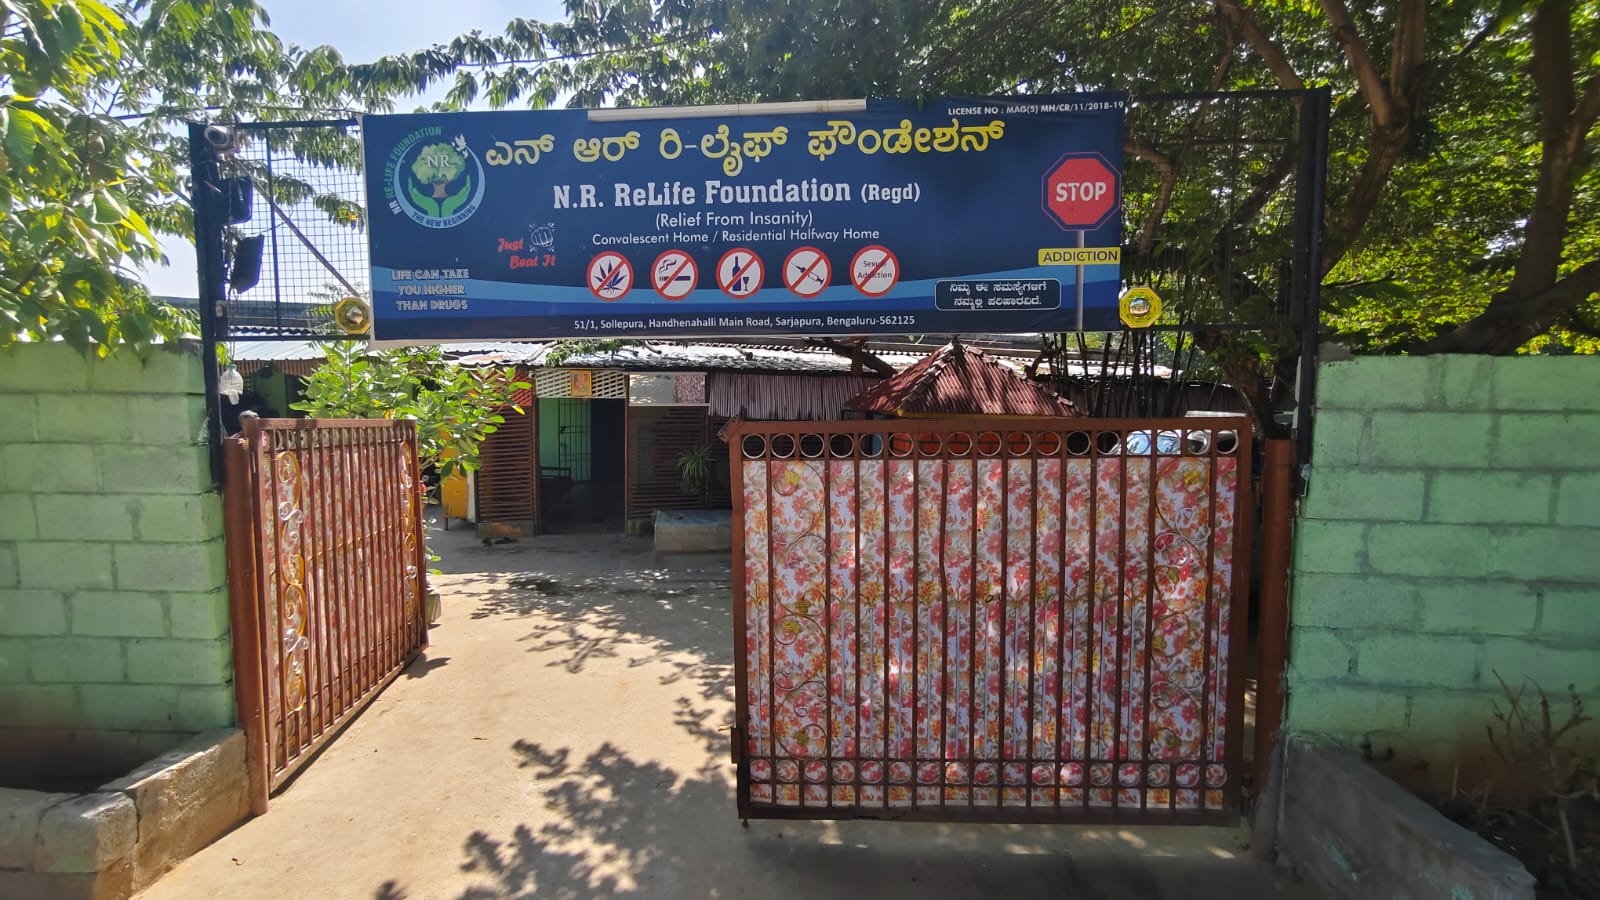 LICENSE NO : MAG(5) MH/CR/11/2018-19
ಎನ್ ಆರ್ ರಿ-ಲೈಫ್ ಫೌಂಡೇಶನ್
NR RE-LIFE FOUNDATION
NR
THE NEW BEGINNING
N.R. ReLife Foundation (Regd)
(Relief From Insanity)
Convalescent Home / Residential Halfway Home
STOP
ADDICTION
Just
Beat It
Sexual
Addiction
LIFE CAN TAKE
YOU HIGHER
THAN DRUGS
ನಿಮ್ಮ ಈ ಸಮಸ್ಯೆಗಳಿಗೆ
ನಮ್ಮಲ್ಲಿ ಪರಿಹಾರವಿದೆ.
51/1, Sollepura, Handhenahalli Main Road, Sarjapura, Bengaluru-562125